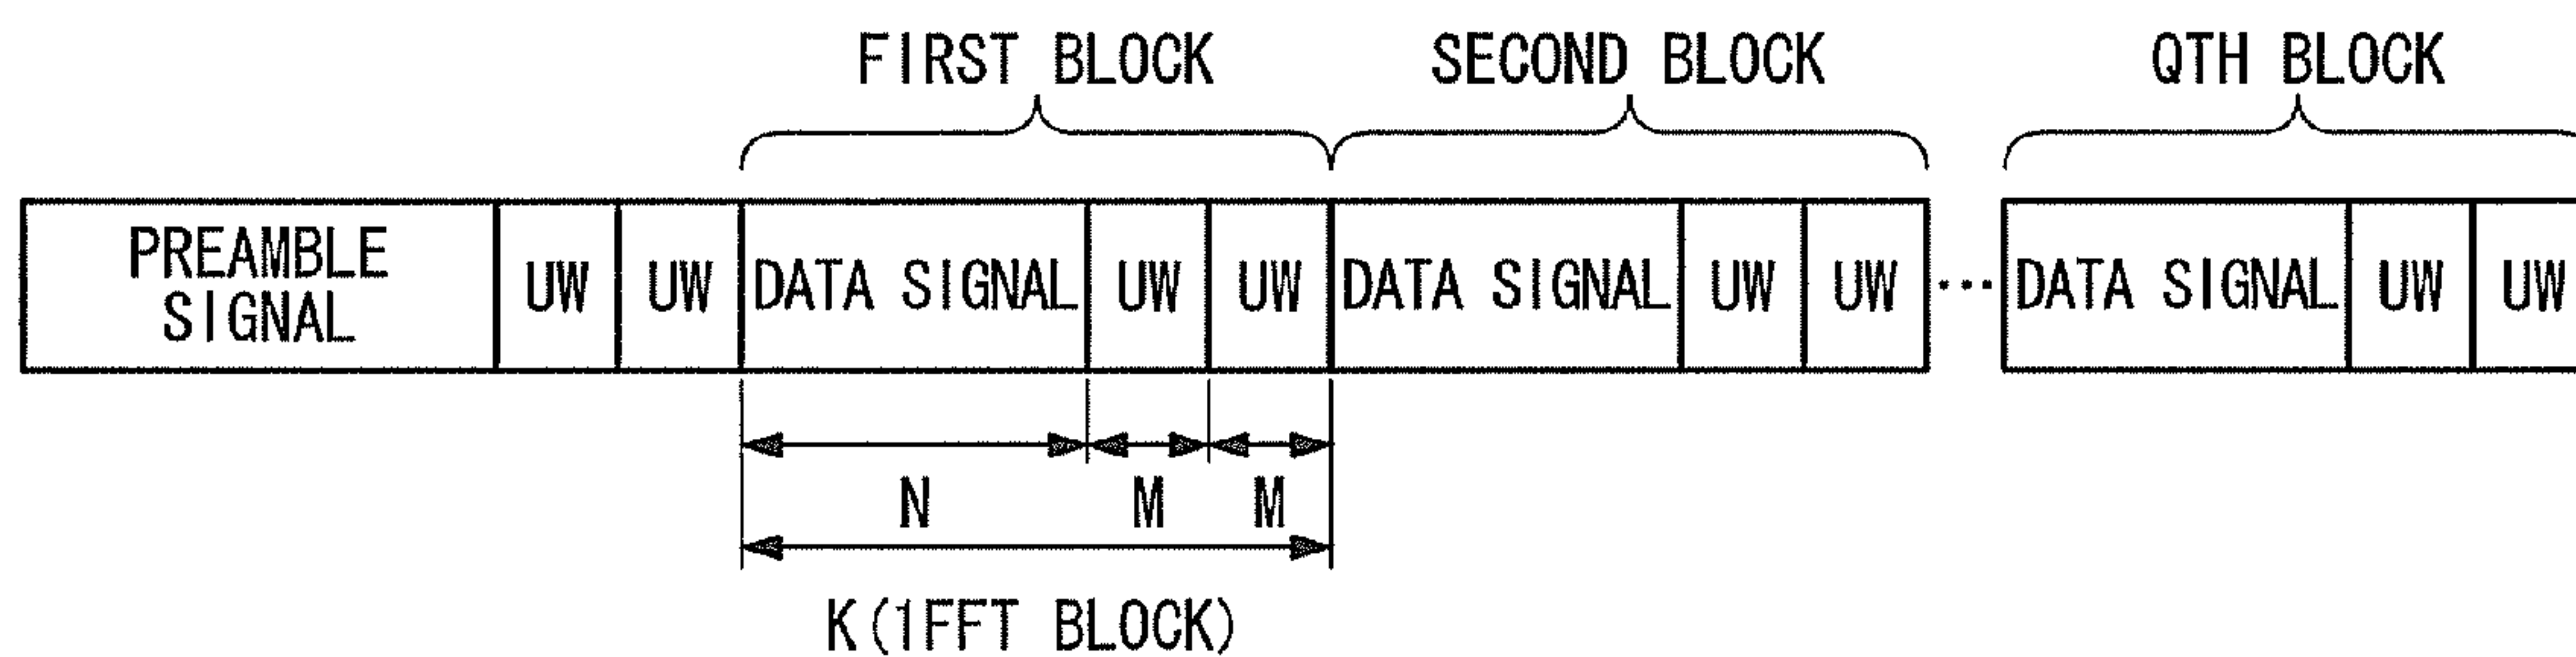 FIRST BLOCK SECOND BLOCK QTH BLOCK
PREAMBLE SIGNAL UW UW DATA SIGNAL UW UW DATA SIGNAL UW UW ... DATA SIGNAL UW UW
N M M
K(1FFT BLOCK)